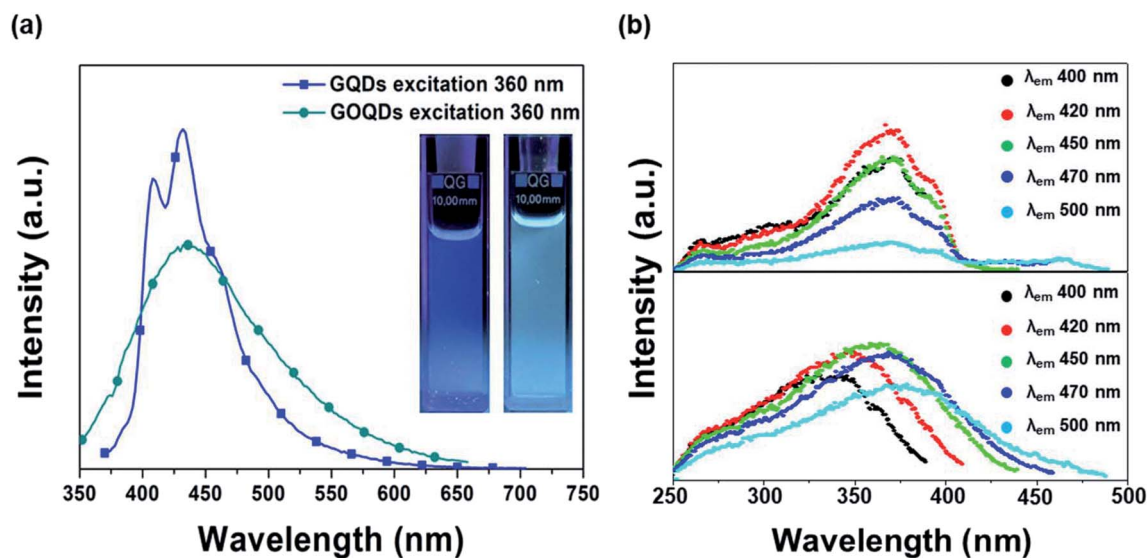 (a)
GQDs excitation 360 nm
GOQDs excitation 360 nm
QG
10,00mm
QG
10,00mm
Intensity (a.u.)
350 400 450 500 550 600 650 700 750
Wavelength (nm)
(b)
λem 400 nm
λem 420 nm
λem 450 nm
λem 470 nm
λem 500 nm
λem 400 nm
λem 420 nm
λem 450 nm
λem 470 nm
λem 500 nm
Intensity (a.u.)
250 300 350 400 450 500
Wavelength (nm)